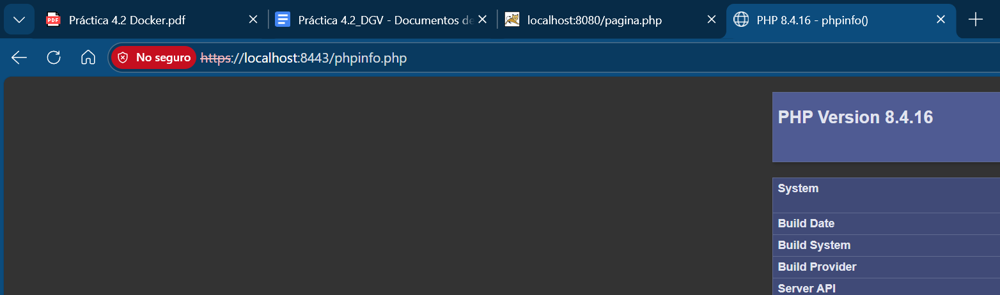 PDF Práctica 4.2 Docker.pdf
Práctica 4.2_DGV - Documentos de
localhost:8080/pagina.php
PHP 8.4.16 - phpinfo()
No seguro https://localhost:8443/phpinfo.php
PHP Version 8.4.16
System
Build Date
Build System
Build Provider
Server API